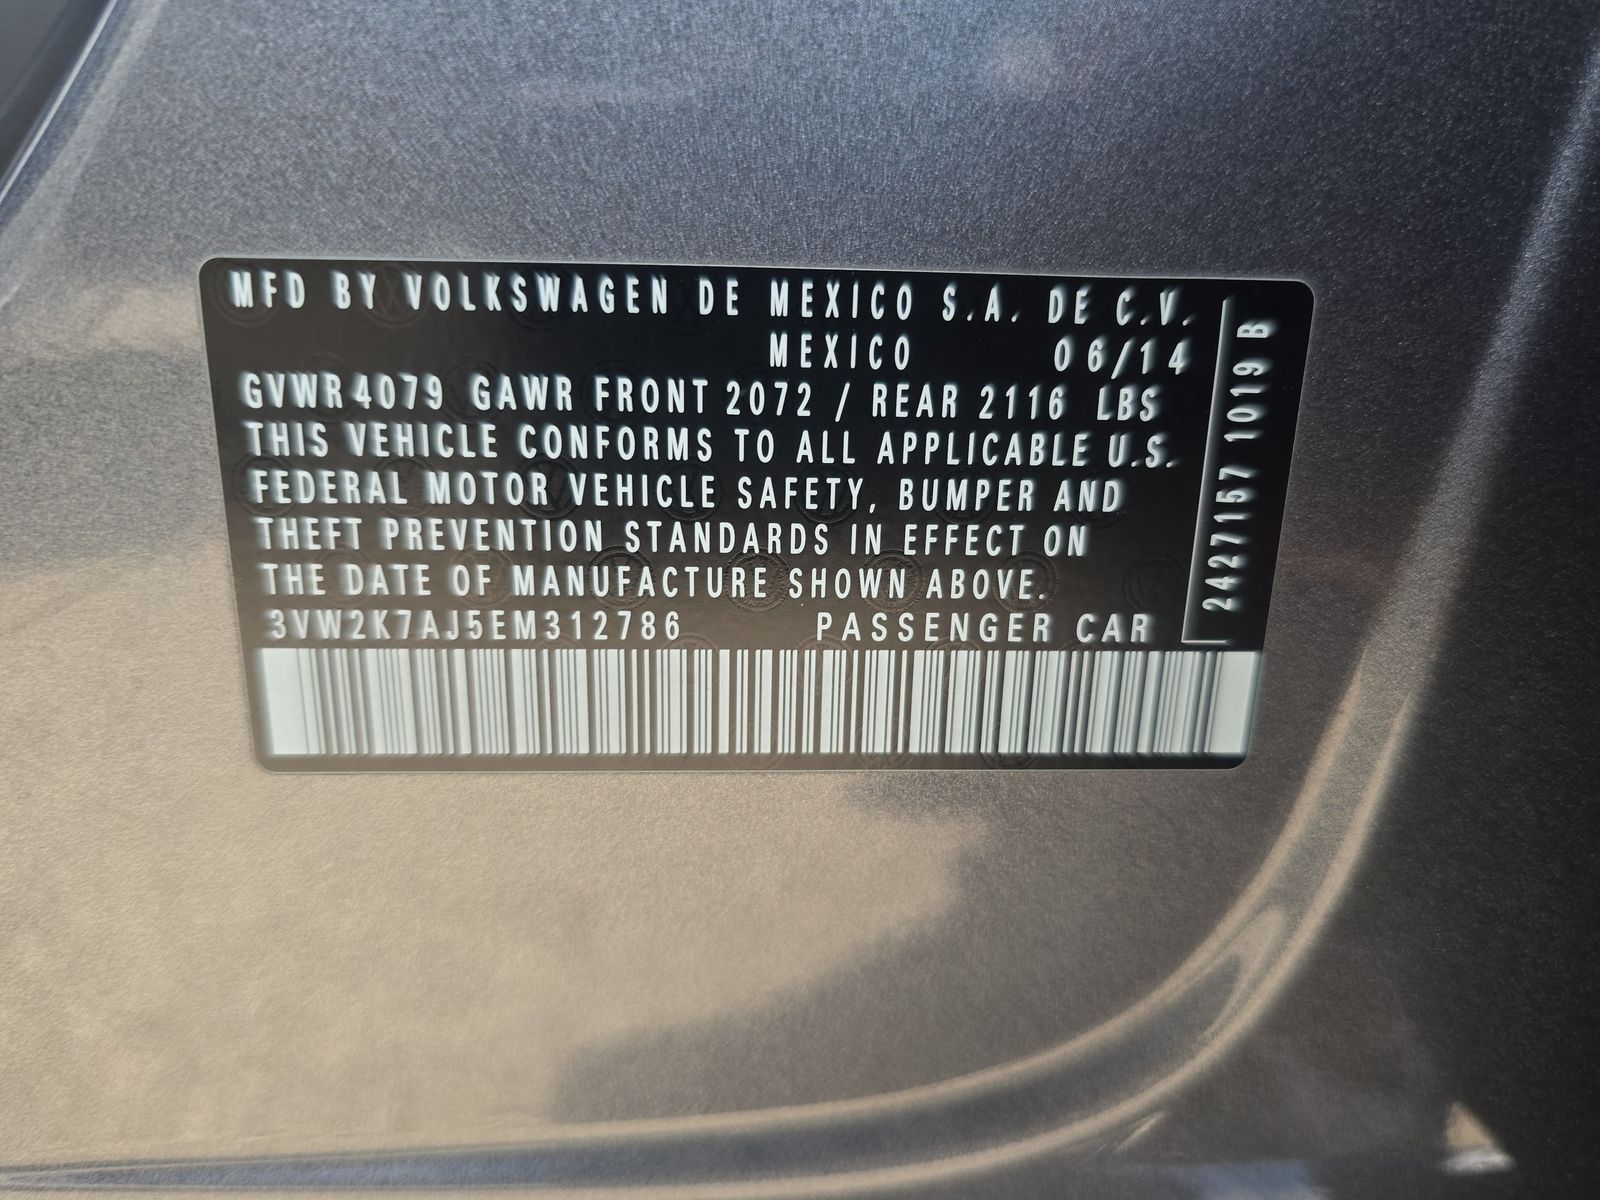 MFD BY VOLKSWAGEN DE MEXICO S.A. DE C.V.
MEXICO 06/14
GVWR 4079 GAWR FRONT 2072 / REAR 2116 LBS
THIS VEHICLE CONFORMS TO ALL APPLICABLE U.S.
FEDERAL MOTOR VEHICLE SAFETY, BUMPER AND
THEFT PREVENTION STANDARDS IN EFFECT ON
THE DATE OF MANUFACTURE SHOWN ABOVE.
3VW2K7AJ5EM312786 PASSENGER CAR
2427157 1019 B